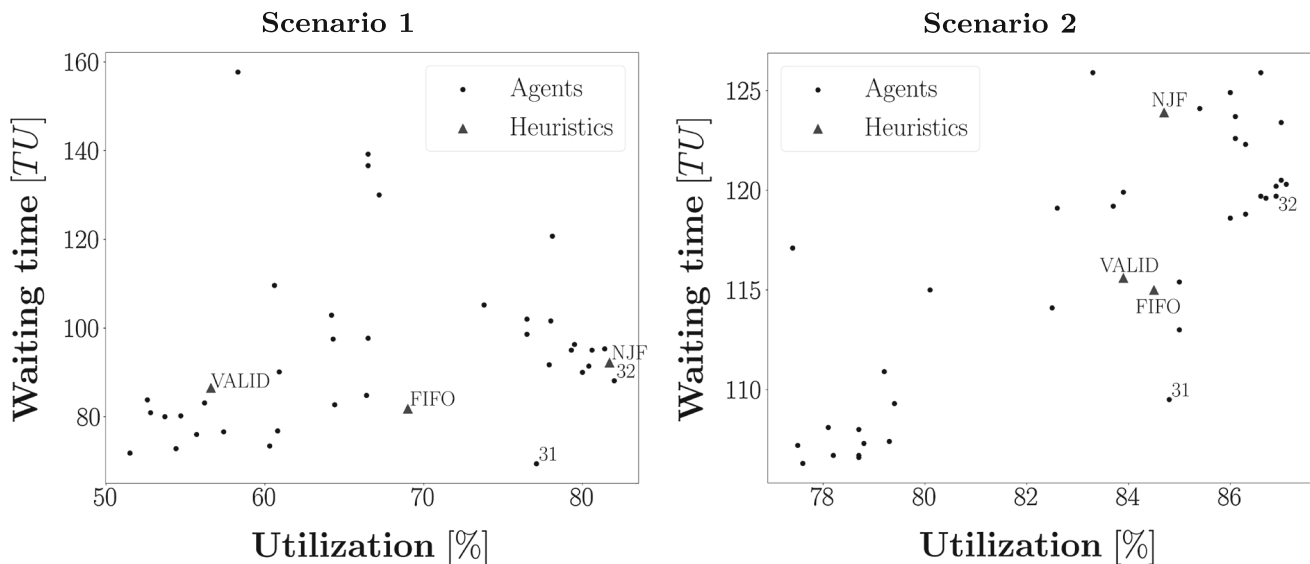 Scenario 1
Waiting time [TU]
160
140
120
100
80
Agents
Heuristics
VALID
FIFO
NJF
32
31
50
60
70
80
Utilization [%]
Scenario 2
Waiting time [TU]
125
120
115
110
Agents
Heuristics
NJF
32
VALID
FIFO
31
78
80
82
84
86
Utilization [%]